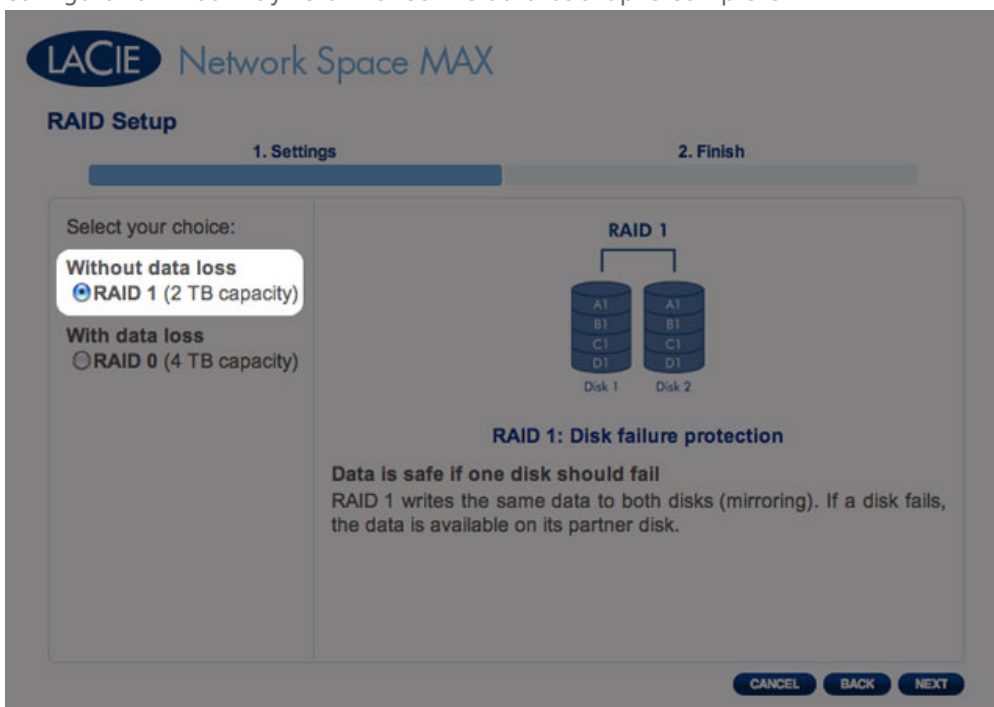 LACIE Network Space MAX
RAID Setup
1. Settings
2. Finish
Select your choice:
Without data loss
RAID 1 (2 TB capacity)
With data loss
RAID 0 (4 TB capacity)
RAID 1
A1 A1
B1 B1
C1 C1
D1 D1
Disk 1 Disk 2
RAID 1: Disk failure protection
Data is safe if one disk should fail
RAID 1 writes the same data to both disks (mirroring). If a disk fails,
the data is available on its partner disk.
CANCEL BACK NEXT